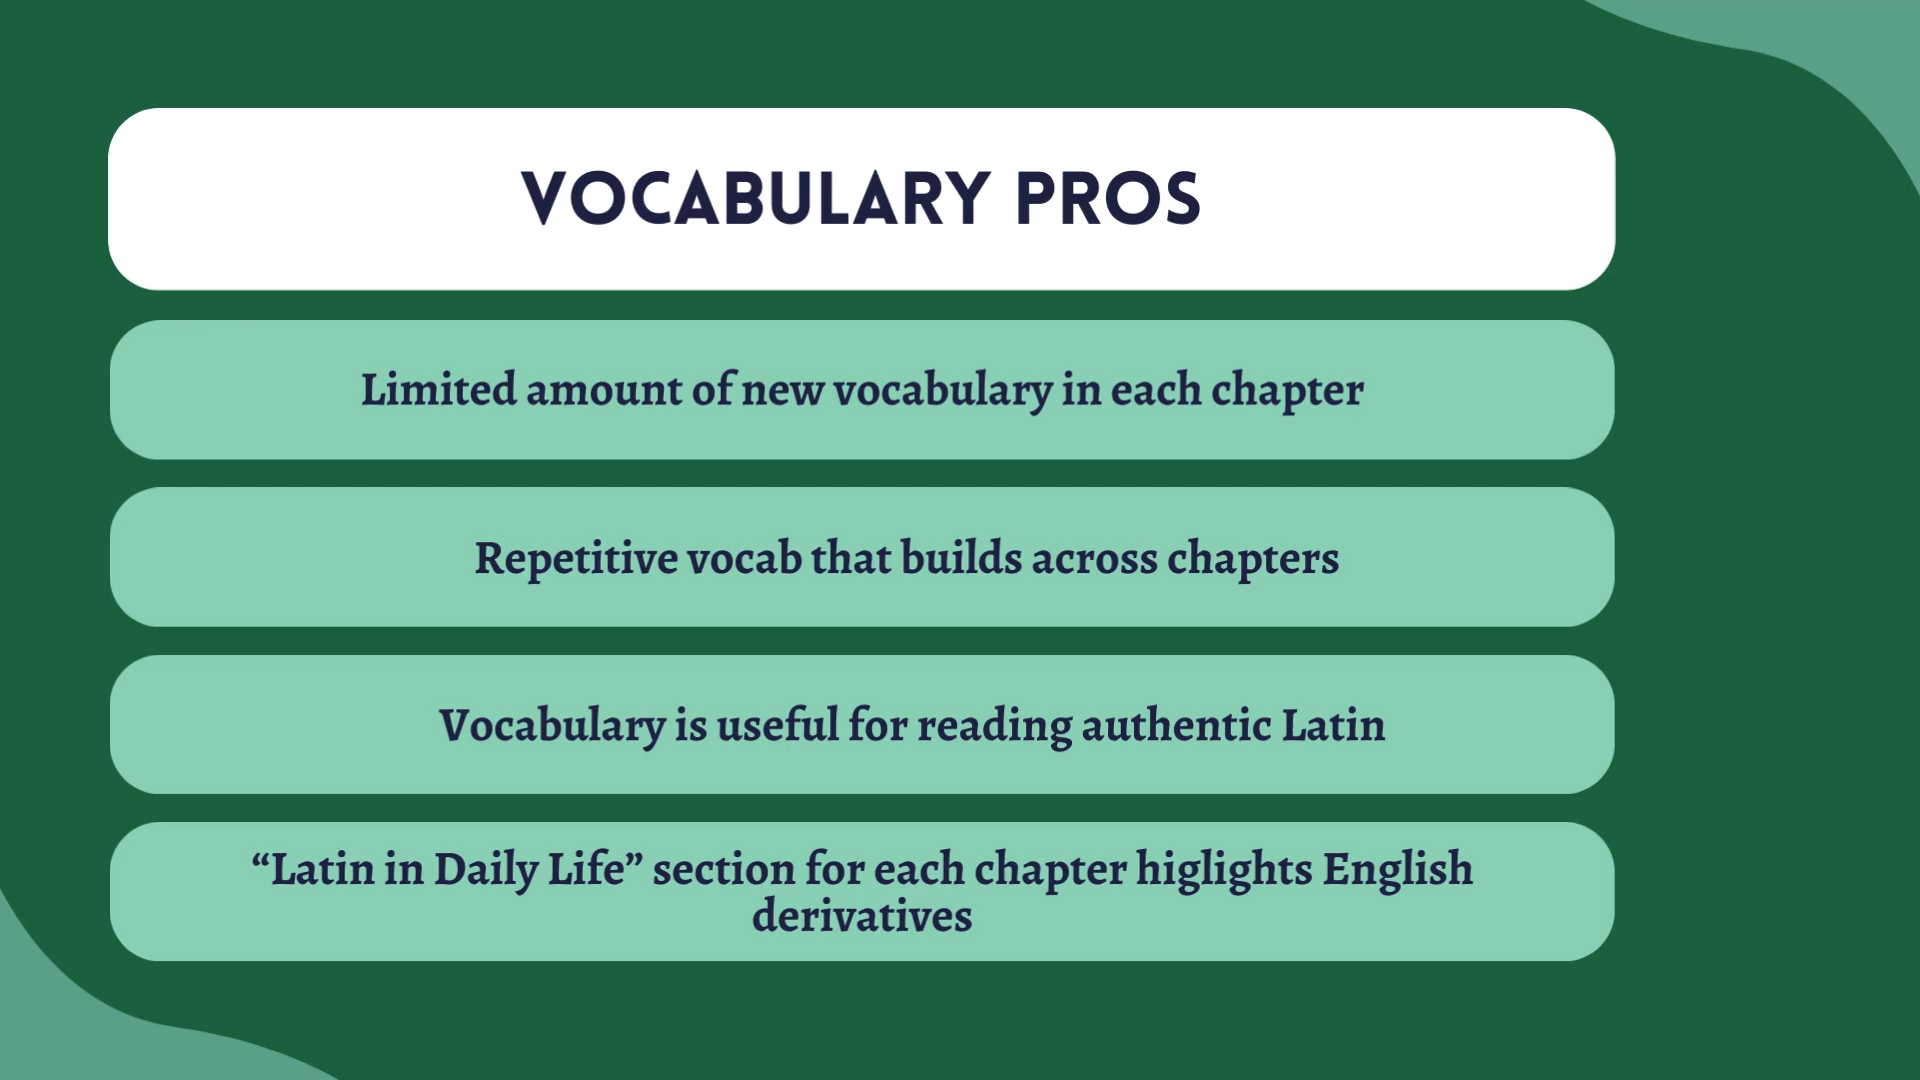 VOCABULARY PROS
Limited amount of new vocabulary in each chapter
Repetitive vocab that builds across chapters
Vocabulary is useful for reading authentic Latin
“Latin in Daily Life” section for each chapter higlights English
derivatives